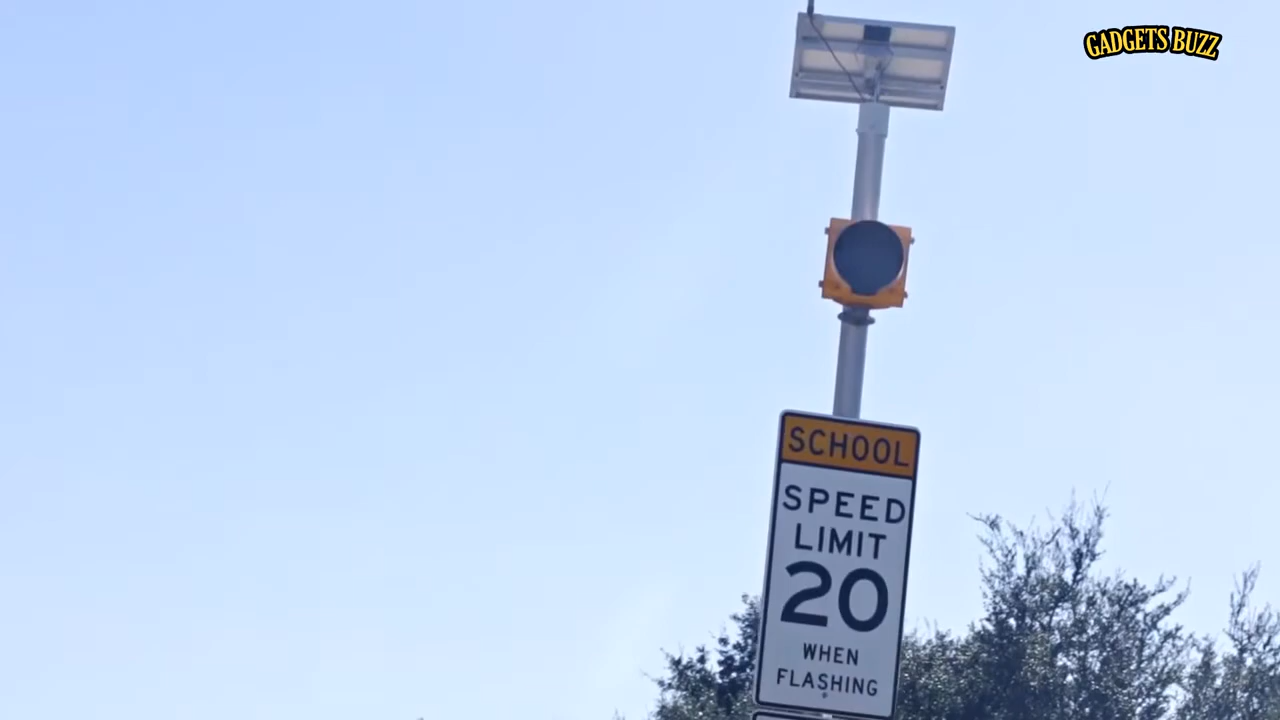 GADGETS BUZZ
SCHOOL
SPEED
LIMIT
20
WHEN
FLASHING